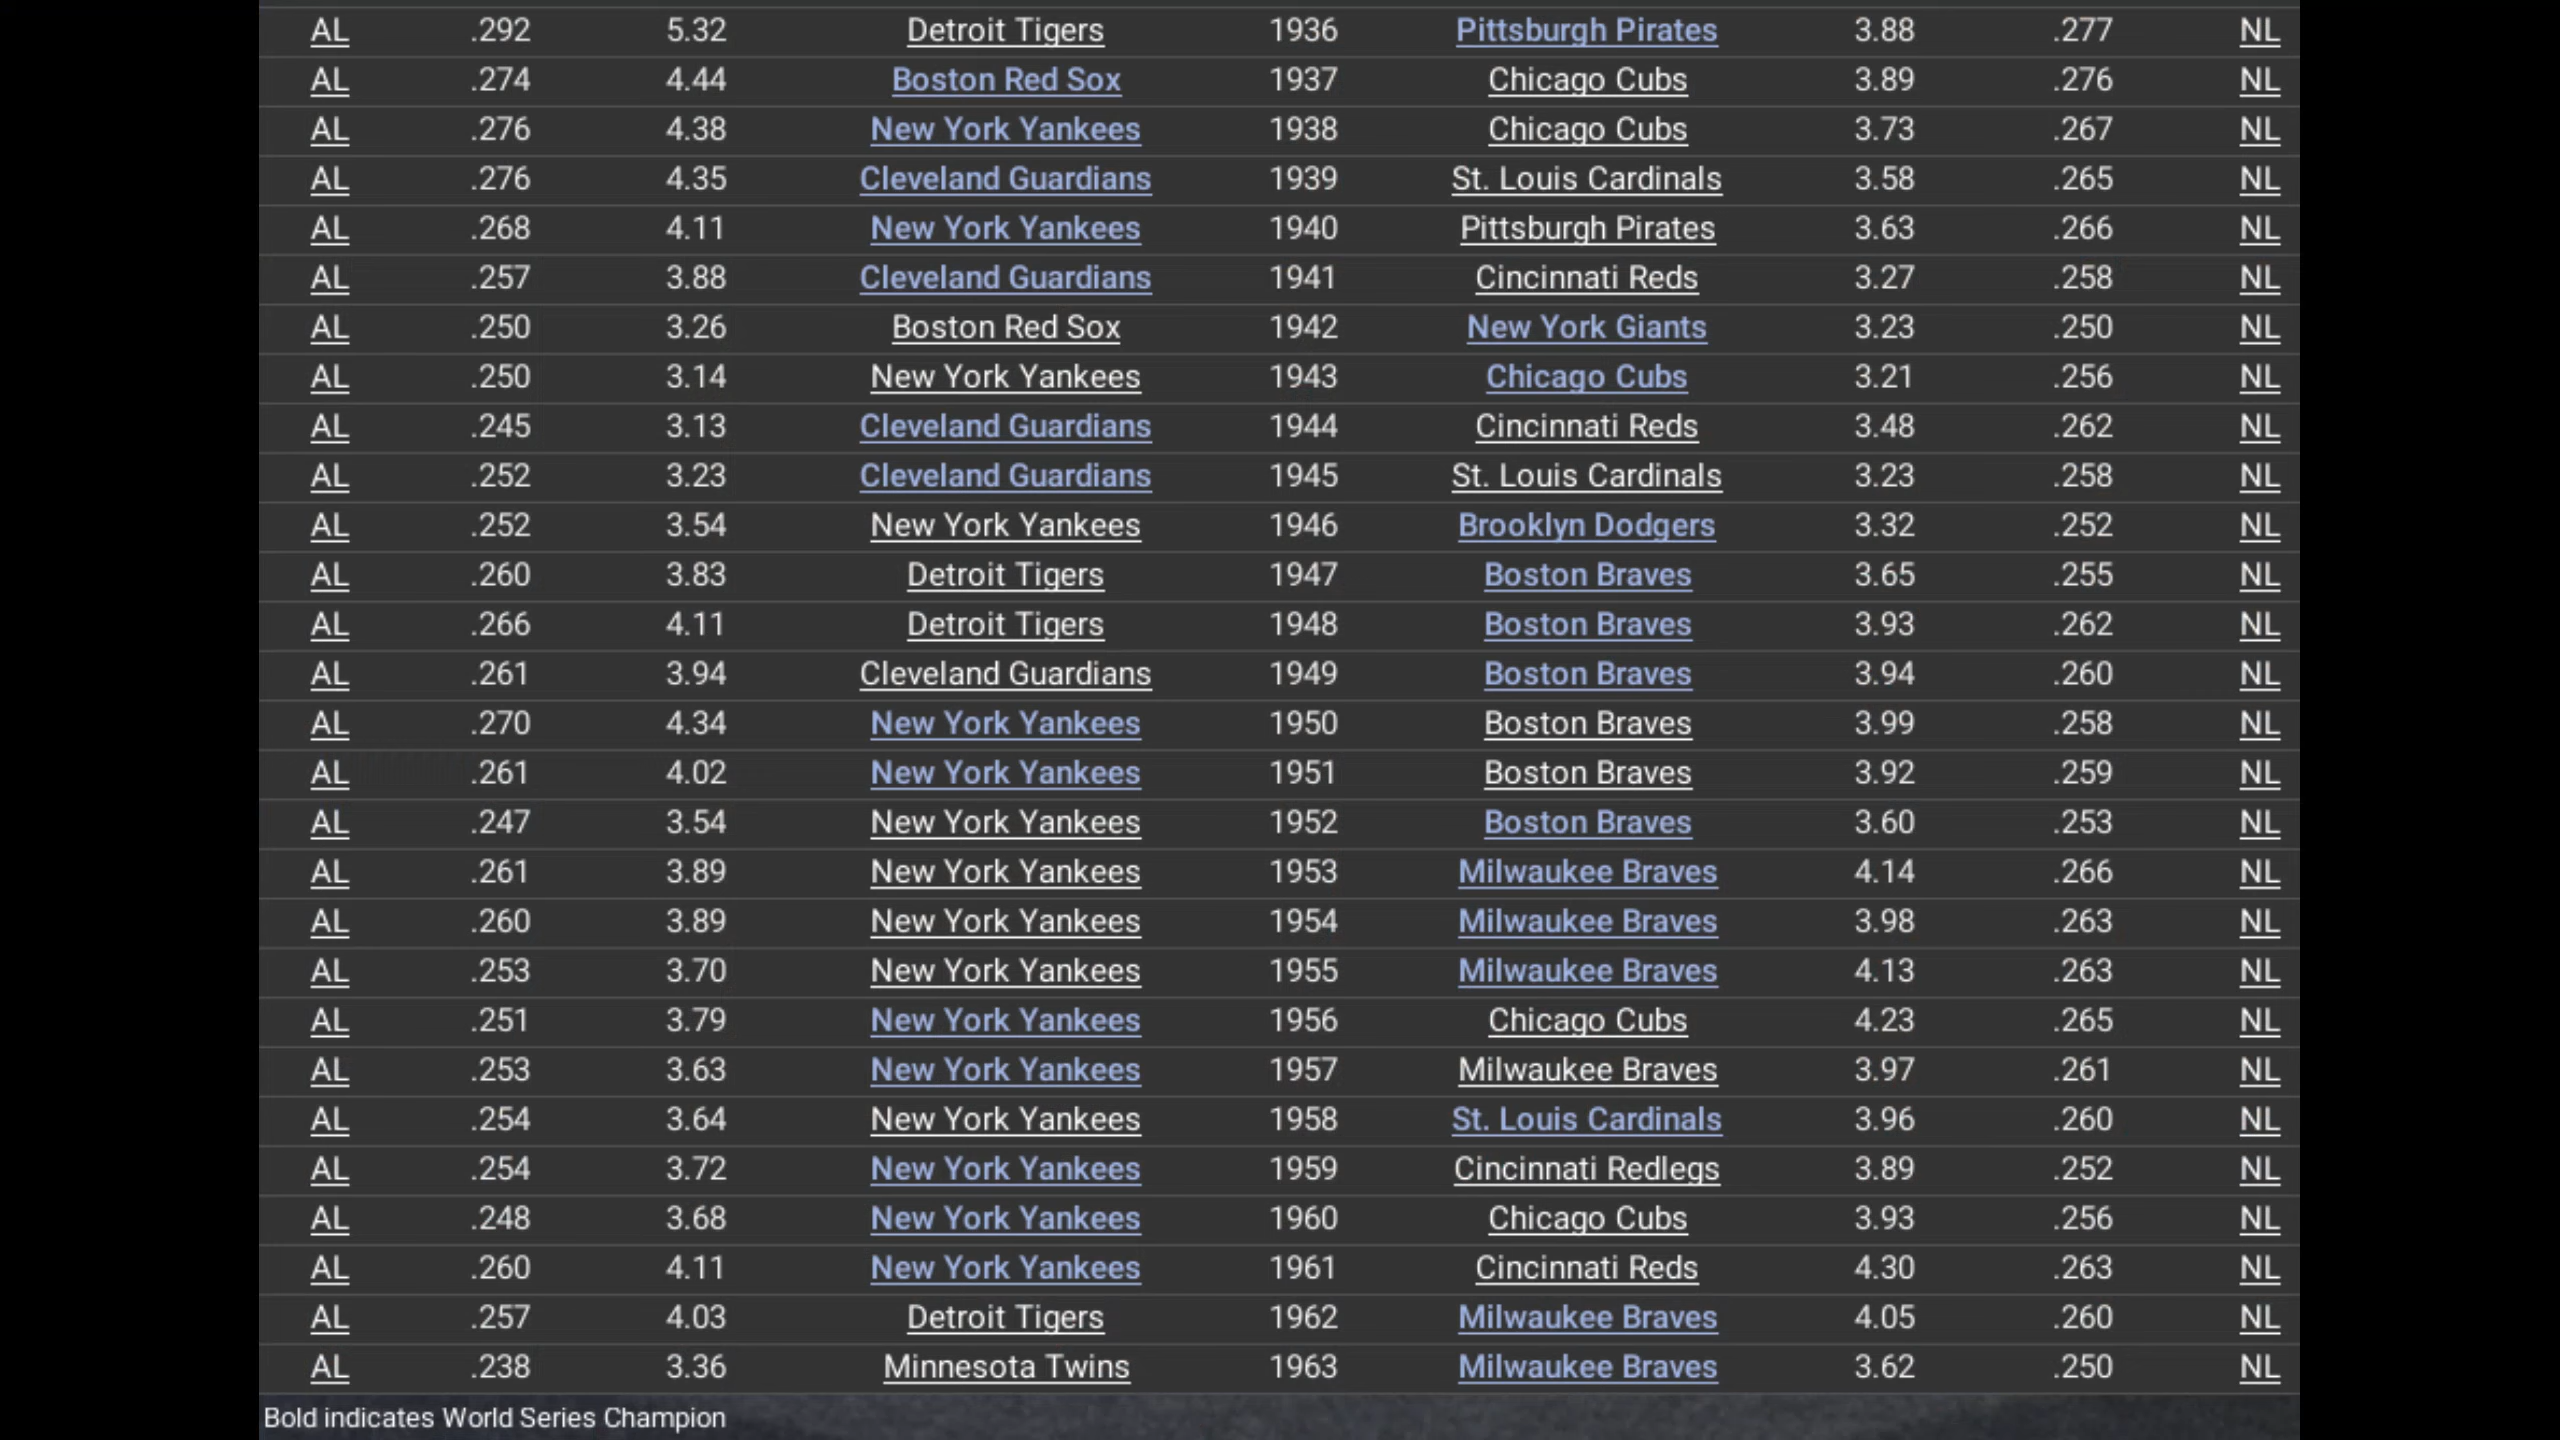 AL .292 5.32 Detroit Tigers 1936 Pittsburgh Pirates 3.88 .277 NL
AL .274 4.44 Boston Red Sox 1937 Chicago Cubs 3.89 .276 NL
AL .276 4.38 New York Yankees 1938 Chicago Cubs 3.73 .267 NL
AL .276 4.35 Cleveland Guardians 1939 St. Louis Cardinals 3.58 .265 NL
AL .268 4.11 New York Yankees 1940 Pittsburgh Pirates 3.63 .266 NL
AL .257 3.88 Cleveland Guardians 1941 Cincinnati Reds 3.27 .258 NL
AL .250 3.26 Boston Red Sox 1942 New York Giants 3.23 .250 NL
AL .250 3.14 New York Yankees 1943 Chicago Cubs 3.21 .256 NL
AL .245 3.13 Cleveland Guardians 1944 Cincinnati Reds 3.48 .262 NL
AL .252 3.23 Cleveland Guardians 1945 St. Louis Cardinals 3.23 .258 NL
AL .252 3.54 New York Yankees 1946 Brooklyn Dodgers 3.32 .252 NL
AL .260 3.83 Detroit Tigers 1947 Boston Braves 3.65 .255 NL
AL .266 4.11 Detroit Tigers 1948 Boston Braves 3.93 .262 NL
AL .261 3.94 Cleveland Guardians 1949 Boston Braves 3.94 .260 NL
AL .270 4.34 New York Yankees 1950 Boston Braves 3.99 .258 NL
AL .261 4.02 New York Yankees 1951 Boston Braves 3.92 .259 NL
AL .247 3.54 New York Yankees 1952 Boston Braves 3.60 .253 NL
AL .261 3.89 New York Yankees 1953 Milwaukee Braves 4.14 .266 NL
AL .260 3.89 New York Yankees 1954 Milwaukee Braves 3.98 .263 NL
AL .253 3.70 New York Yankees 1955 Milwaukee Braves 4.13 .263 NL
AL .251 3.79 New York Yankees 1956 Chicago Cubs 4.23 .265 NL
AL .253 3.63 New York Yankees 1957 Milwaukee Braves 3.97 .261 NL
AL .254 3.64 New York Yankees 1958 St. Louis Cardinals 3.96 .260 NL
AL .254 3.72 New York Yankees 1959 Cincinnati Redlegs 3.89 .252 NL
AL .248 3.68 New York Yankees 1960 Chicago Cubs 3.93 .256 NL
AL .260 4.11 New York Yankees 1961 Cincinnati Reds 4.30 .263 NL
AL .257 4.03 Detroit Tigers 1962 Milwaukee Braves 4.05 .260 NL
AL .238 3.36 Minnesota Twins 1963 Milwaukee Braves 3.62 .250 NL
Bold indicates World Series Champion